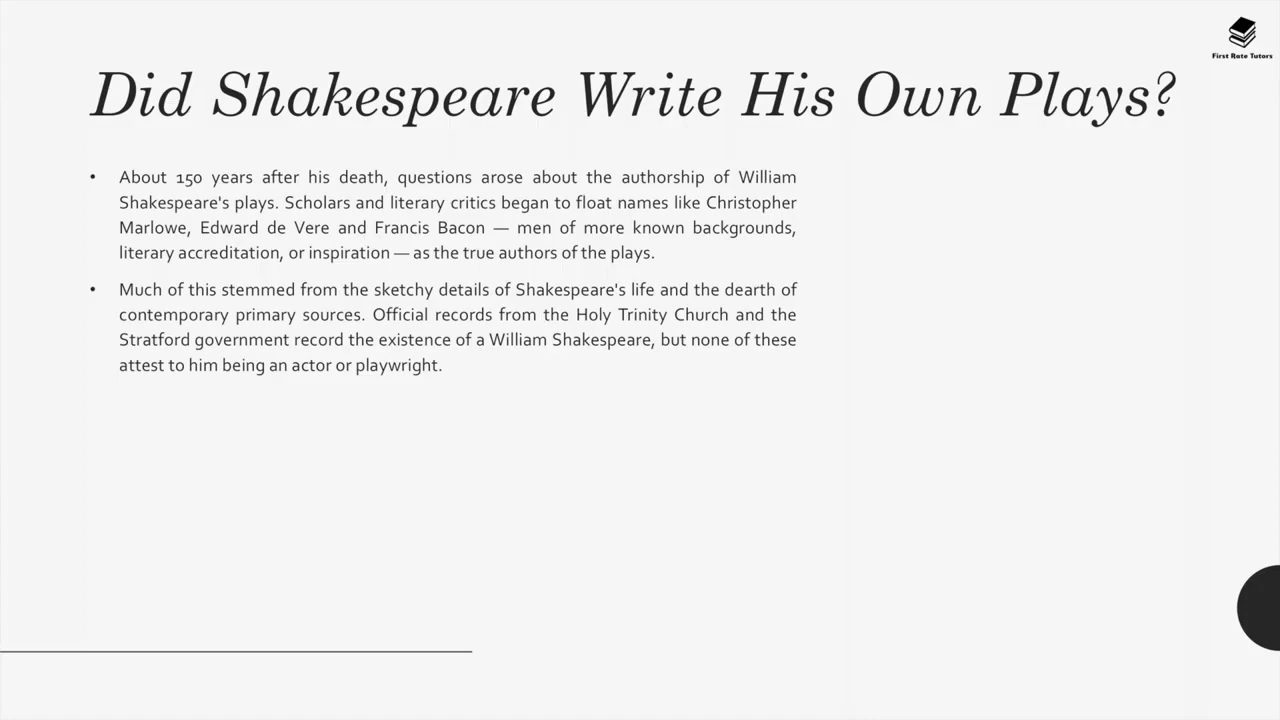 First Rate Tutors
Did Shakespeare Write His Own Plays?
• About 150 years after his death, questions arose about the authorship of William
Shakespeare's plays. Scholars and literary critics began to float names like Christopher
Marlowe, Edward de Vere and Francis Bacon — men of more known backgrounds,
literary accreditation, or inspiration — as the true authors of the plays.
• Much of this stemmed from the sketchy details of Shakespeare's life and the dearth of
contemporary primary sources. Official records from the Holy Trinity Church and the
Stratford government record the existence of a William Shakespeare, but none of these
attest to him being an actor or playwright.